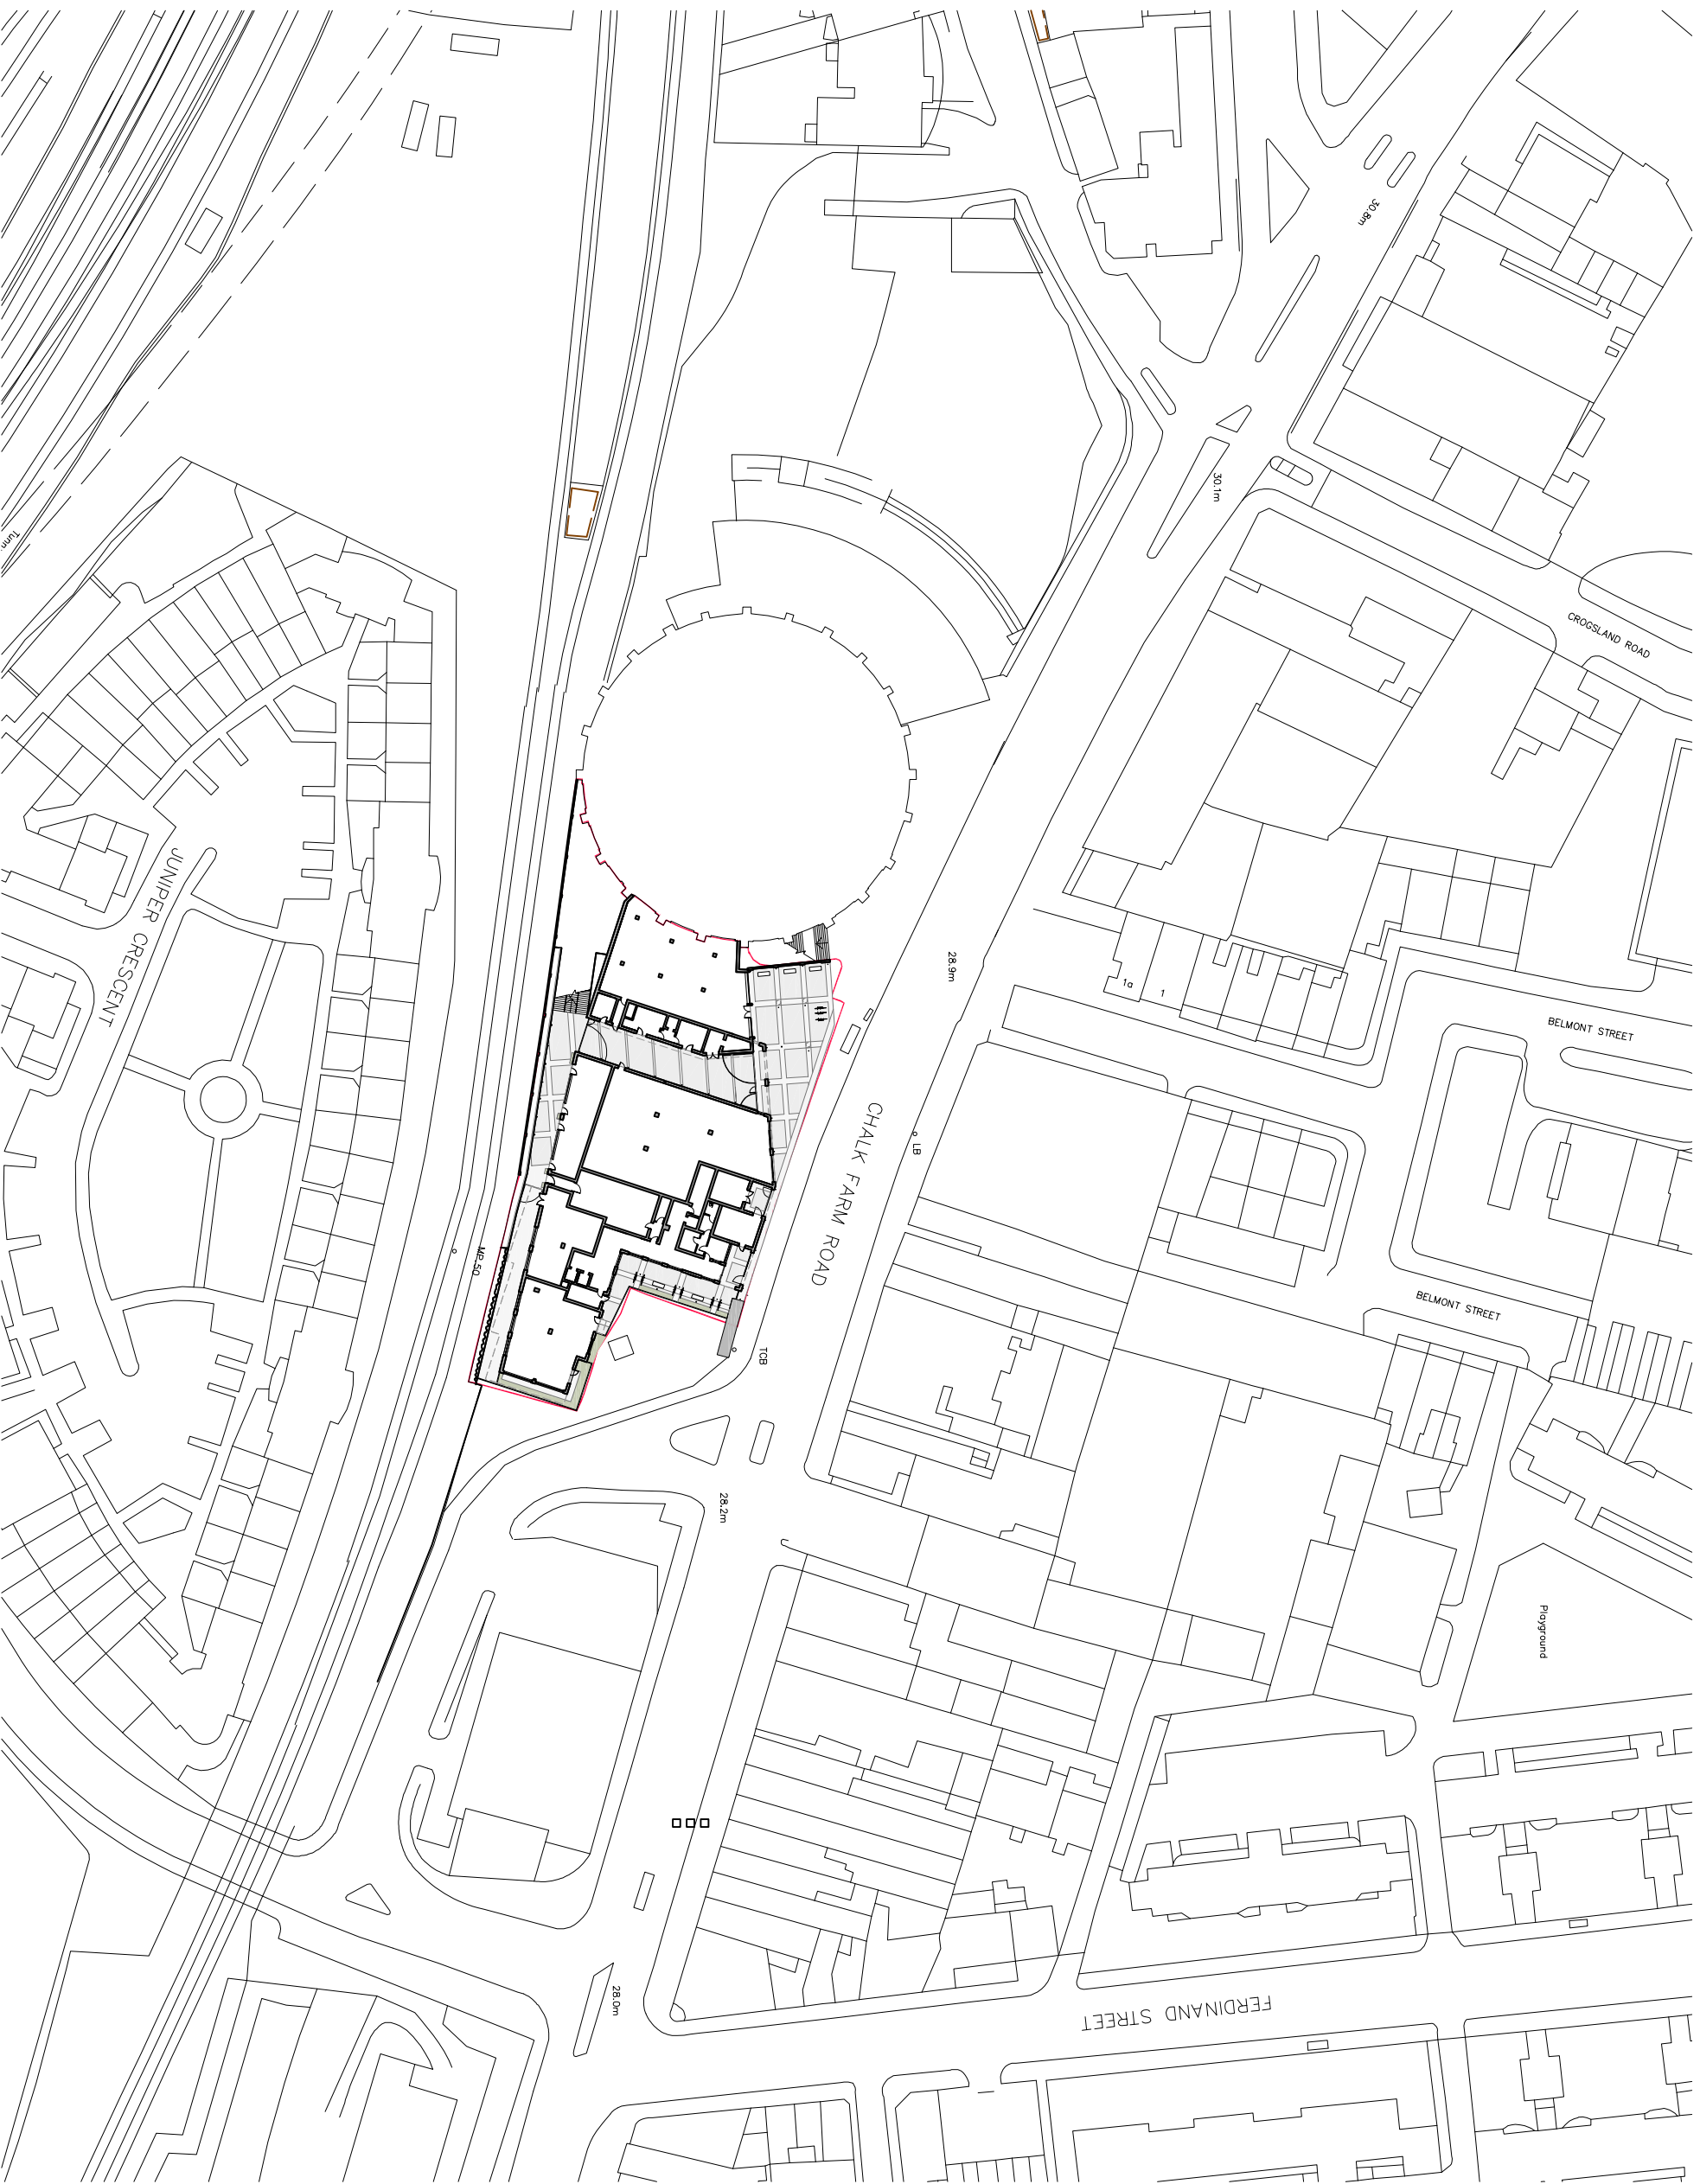 30.8m
30.1m
CROGSLAND ROAD
JUNIPER CRESCENT
28.9m
1a
1
BELMONT STREET
CHALK FARM ROAD
LB
MP.50
BELMONT STREET
TCB
28.2m
Playground
28.0m
FERDINAND STREET